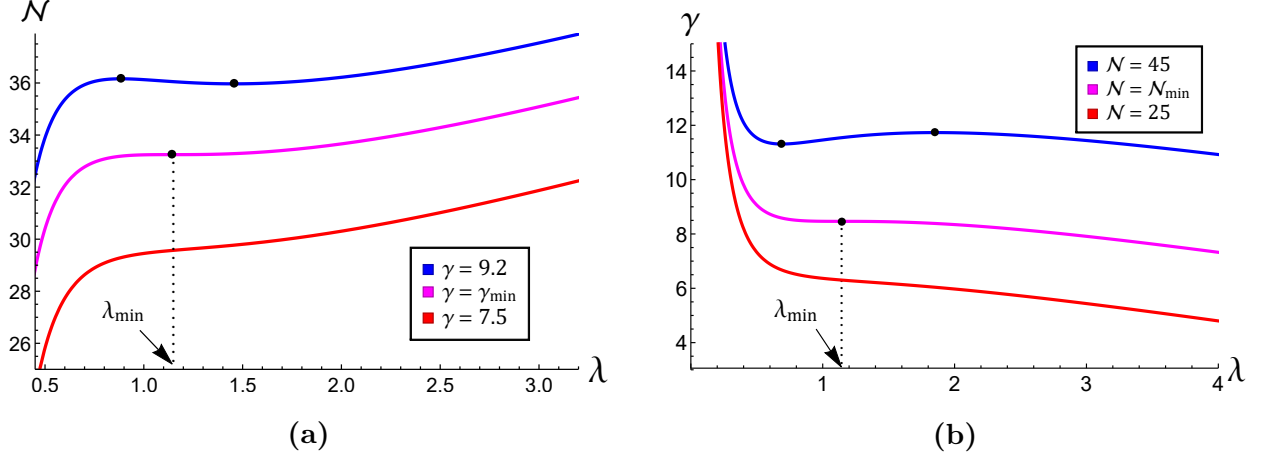 𝒩
36
34
32
30
28
26
0.5 1.0 1.5 2.0 2.5 3.0 λ
λmin
γ = 9.2
γ = γmin
γ = 7.5
(a)
γ
14
12
10
8
6
4
1 2 3 4 λ
λmin
𝒩 = 45
𝒩 = 𝒩min
𝒩 = 25
(b)